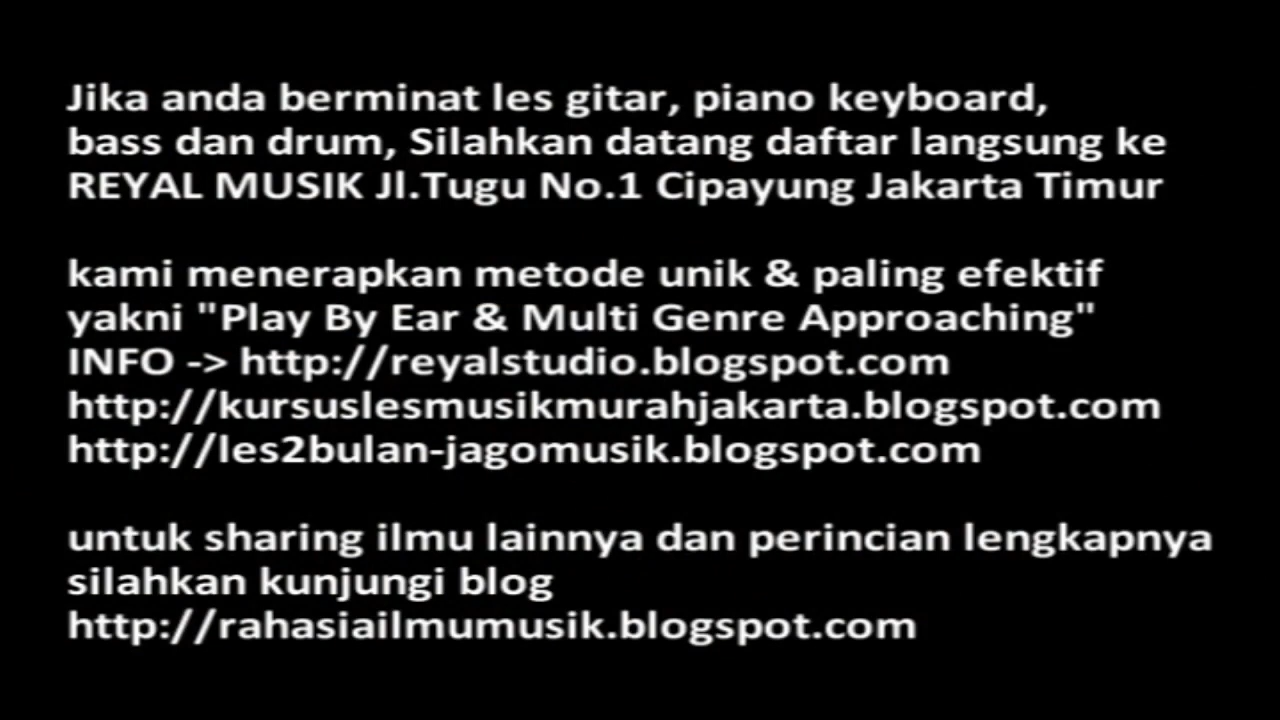 Jika anda berminat les gitar, piano keyboard,
bass dan drum, Silahkan datang daftar langsung ke
REYAL MUSIK Jl.Tugu No.1 Cipayung Jakarta Timur
kami menerapkan metode unik & paling efektif
yakni "Play By Ear & Multi Genre Approaching"
INFO -> http://reyalstudio.blogspot.com
http://kursuslesmusikmurahjakarta.blogspot.com
http://les2bulan-jagomusik.blogspot.com
untuk sharing ilmu lainnya dan perincian lengkapnya
silahkan kunjungi blog
http://rahasiailmumusik.blogspot.com